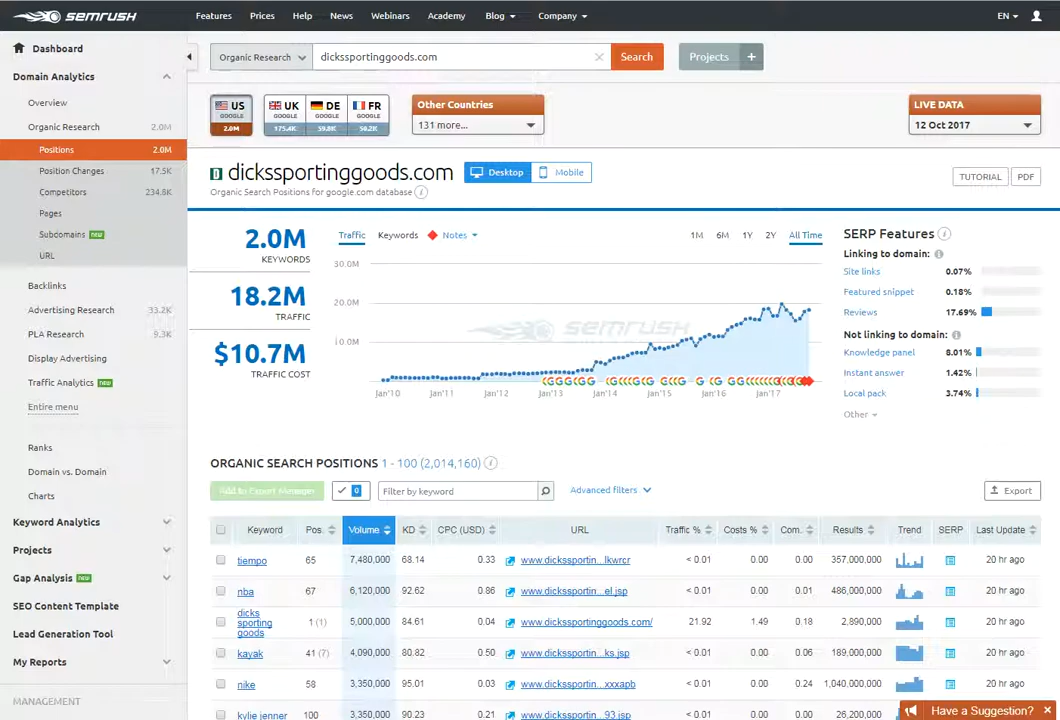 SEMRUSH Features Prices Help News Webinars Academy Blog Company EN
Dashboard
Domain Analytics
Overview
Organic Research 2.0M
Positions 2.0M
Position Changes 17.5K
Competitors 234.8K
Pages
Subdomains new
URL
Backlinks
Advertising Research 33.2K
PLA Research 9.3K
Display Advertising
Traffic Analytics new
Entire menu
Ranks
Domain vs. Domain
Charts
Keyword Analytics
Projects
Gap Analysis new
SEO Content Template
Lead Generation Tool
My Reports
MANAGEMENT
Organic Research dickssportinggoods.com × Search Projects +
US GOOGLE 2.0M
UK GOOGLE 175.4K
DE GOOGLE 59.8K
FR GOOGLE 50.2K
Other Countries
131 more...
LIVE DATA
12 Oct 2017
dickssportinggoods.com Desktop Mobile
Organic Search Positions for google.com database i
TUTORIAL PDF
2.0M
KEYWORDS
18.2M
TRAFFIC
$10.7M
TRAFFIC COST
Traffic Keywords Notes 1M 6M 1Y 2Y All Time
30.0M
20.0M
10.0M
SEMRUSH
Jan'10 Jan'11 Jan'12 Jan'13 Jan'14 Jan'15 Jan'16 Jan'17
SERP Features i
Linking to domain: i
Site links 0.07%
Featured snippet 0.18%
Reviews 17.69%
Not linking to domain: i
Knowledge panel 8.01%
Instant answer 1.42%
Local pack 3.74%
Other
ORGANIC SEARCH POSITIONS 1 - 100 (2,014,160) i
Add to Export Manager 0 Filter by keyword Advanced filters Export
Keyword Pos. Volume KD CPC (USD) URL Traffic % Costs % Com. Results Trend SERP Last Update
tiempo 65 7,480,000 68.14 0.33 www.dickssportin...lkwrcr < 0.01 0.00 0.00 357,000,000 20 hr ago
nba 67 6,120,000 92.62 0.86 www.dickssportin...el.jsp < 0.01 0.00 0.01 486,000,000 20 hr ago
dicks
sporting 1 (1) 5,000,000 84.61 0.04 www.dickssportinggoods.com/ 21.92 1.49 0.18 2,890,000 20 hr ago
goods
kayak 41 (7) 4,090,000 80.82 0.50 www.dickssportin...ks.jsp < 0.01 0.00 0.06 189,000,000 20 hr ago
nike 58 3,350,000 95.01 0.03 www.dickssportin...xxxapb < 0.01 0.00 0.24 1,040,000,000 20 hr ago
kylie jenner 100 3,350,000 90.23 0.21 www.dickssportin...93.jsp < 0.01 0.00
Have a Suggestion? ×